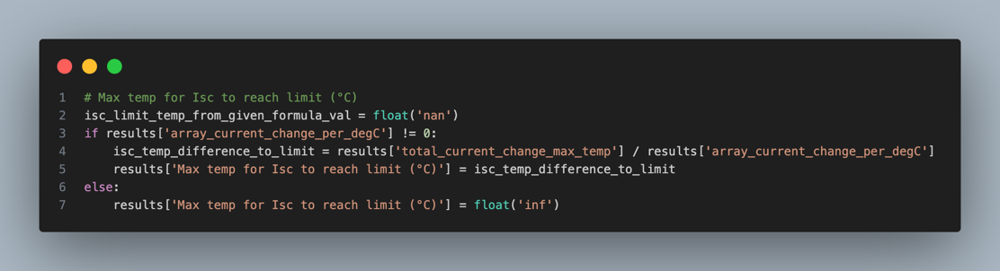 1 # Max temp for Isc to reach limit (°C)
2 isc_limit_temp_from_given_formula_val = float('nan')
3 if results['array_current_change_per_degC'] != 0:
4     isc_temp_difference_to_limit = results['total_current_change_max_temp'] / results['array_current_change_per_degC']
5     results['Max temp for Isc to reach limit (°C)'] = isc_temp_difference_to_limit
6 else:
7     results['Max temp for Isc to reach limit (°C)'] = float('inf')